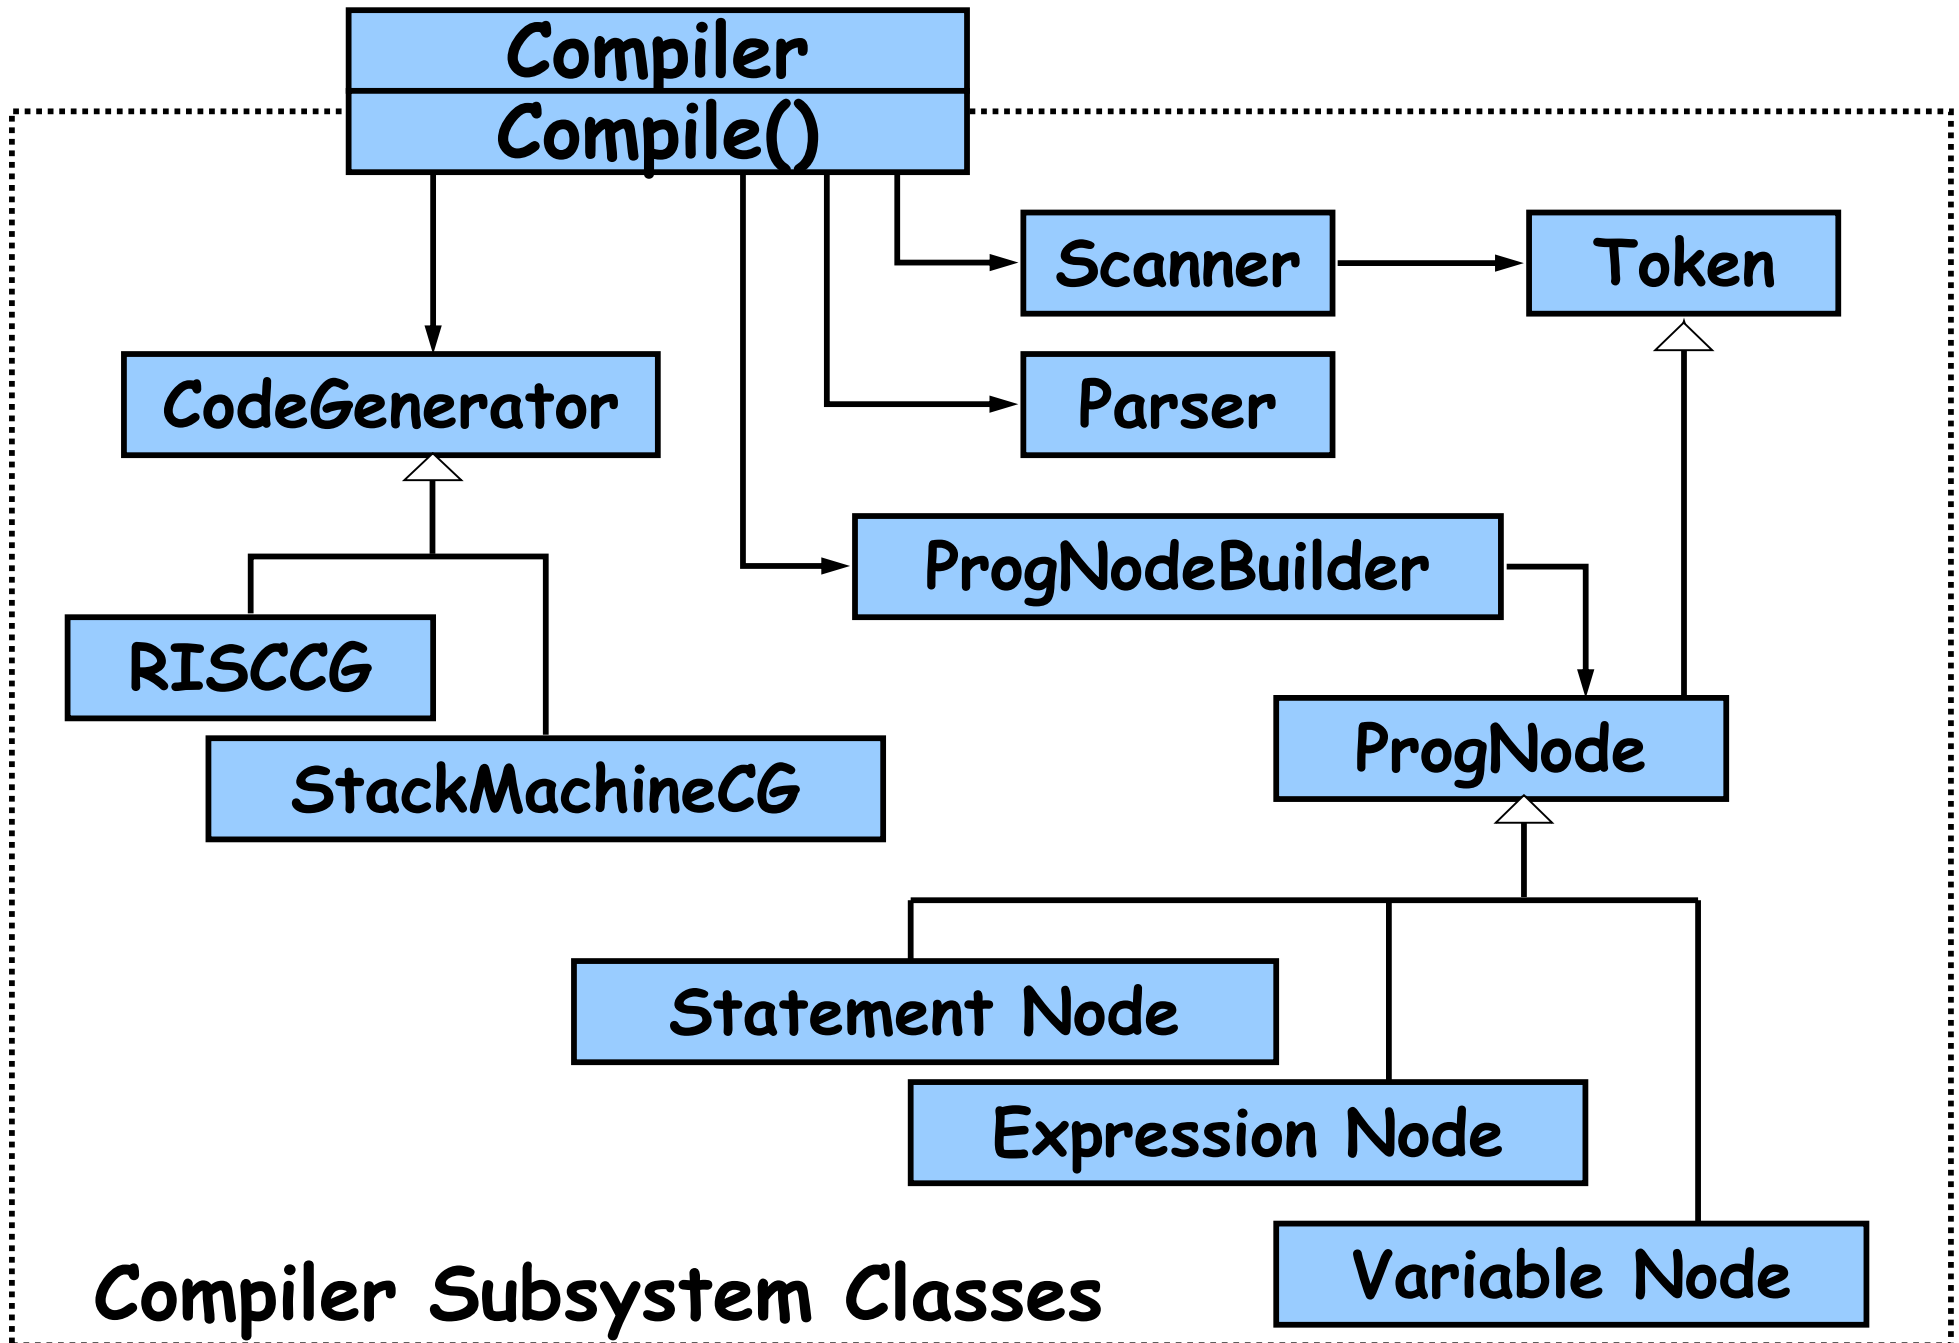 Compiler
Compile()
Scanner
Token
CodeGenerator
Parser
ProgNodeBuilder
RISCCG
ProgNode
StackMachineCG
Statement Node
Expression Node
Variable Node
Compiler Subsystem Classes